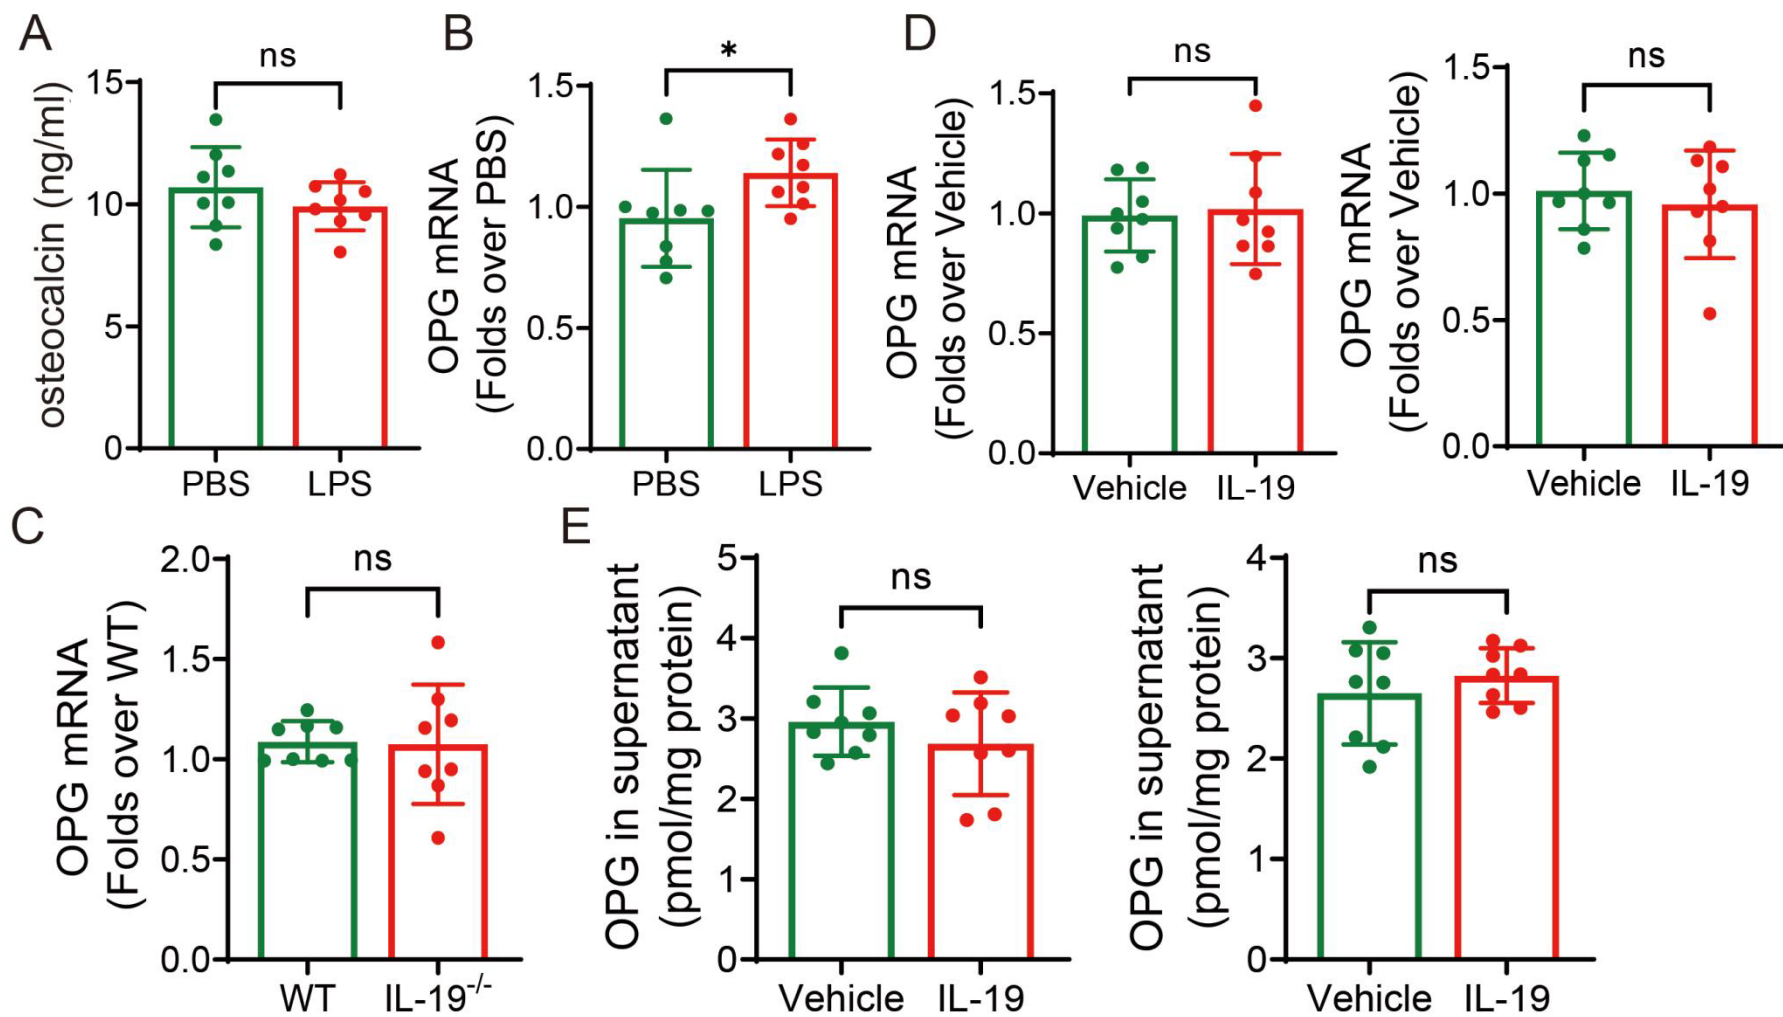 A
osteocalcin (ng/ml)
15
10
5
0
ns
PBS LPS
B
OPG mRNA
(Folds over PBS)
1.5
1.0
0.5
0.0
*
PBS LPS
D
OPG mRNA
(Folds over Vehicle)
1.5
1.0
0.5
0.0
ns
Vehicle IL-19
OPG mRNA
(Folds over Vehicle)
1.5
1.0
0.5
0.0
ns
Vehicle IL-19
C
OPG mRNA
(Folds over WT)
2.0
1.5
1.0
0.5
0.0
ns
WT IL-19-/-
E
OPG in supernatant
(pmol/mg protein)
5
4
3
2
1
0
ns
Vehicle IL-19
OPG in supernatant
(pmol/mg protein)
4
3
2
1
0
ns
Vehicle IL-19